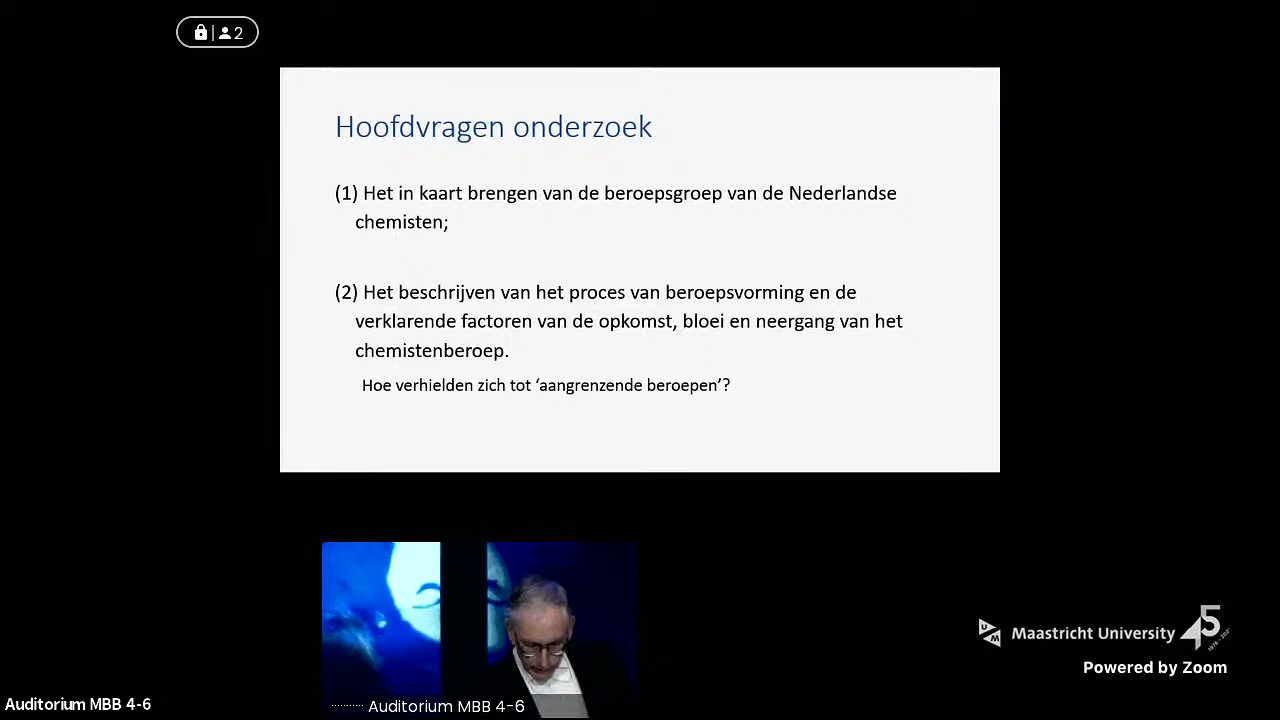 2
Hoofdvragen onderzoek
(1) Het in kaart brengen van de beroepsgroep van de Nederlandse
chemisten;
(2) Het beschrijven van het proces van beroepsvorming en de
verklarende factoren van de opkomst, bloei en neergang van het
chemistenberoep.
Hoe verhielden zich tot ‘aangrenzende beroepen’?
UM Maastricht University 45
Powered by Zoom
Auditorium MBB 4-6
Auditorium MBB 4-6